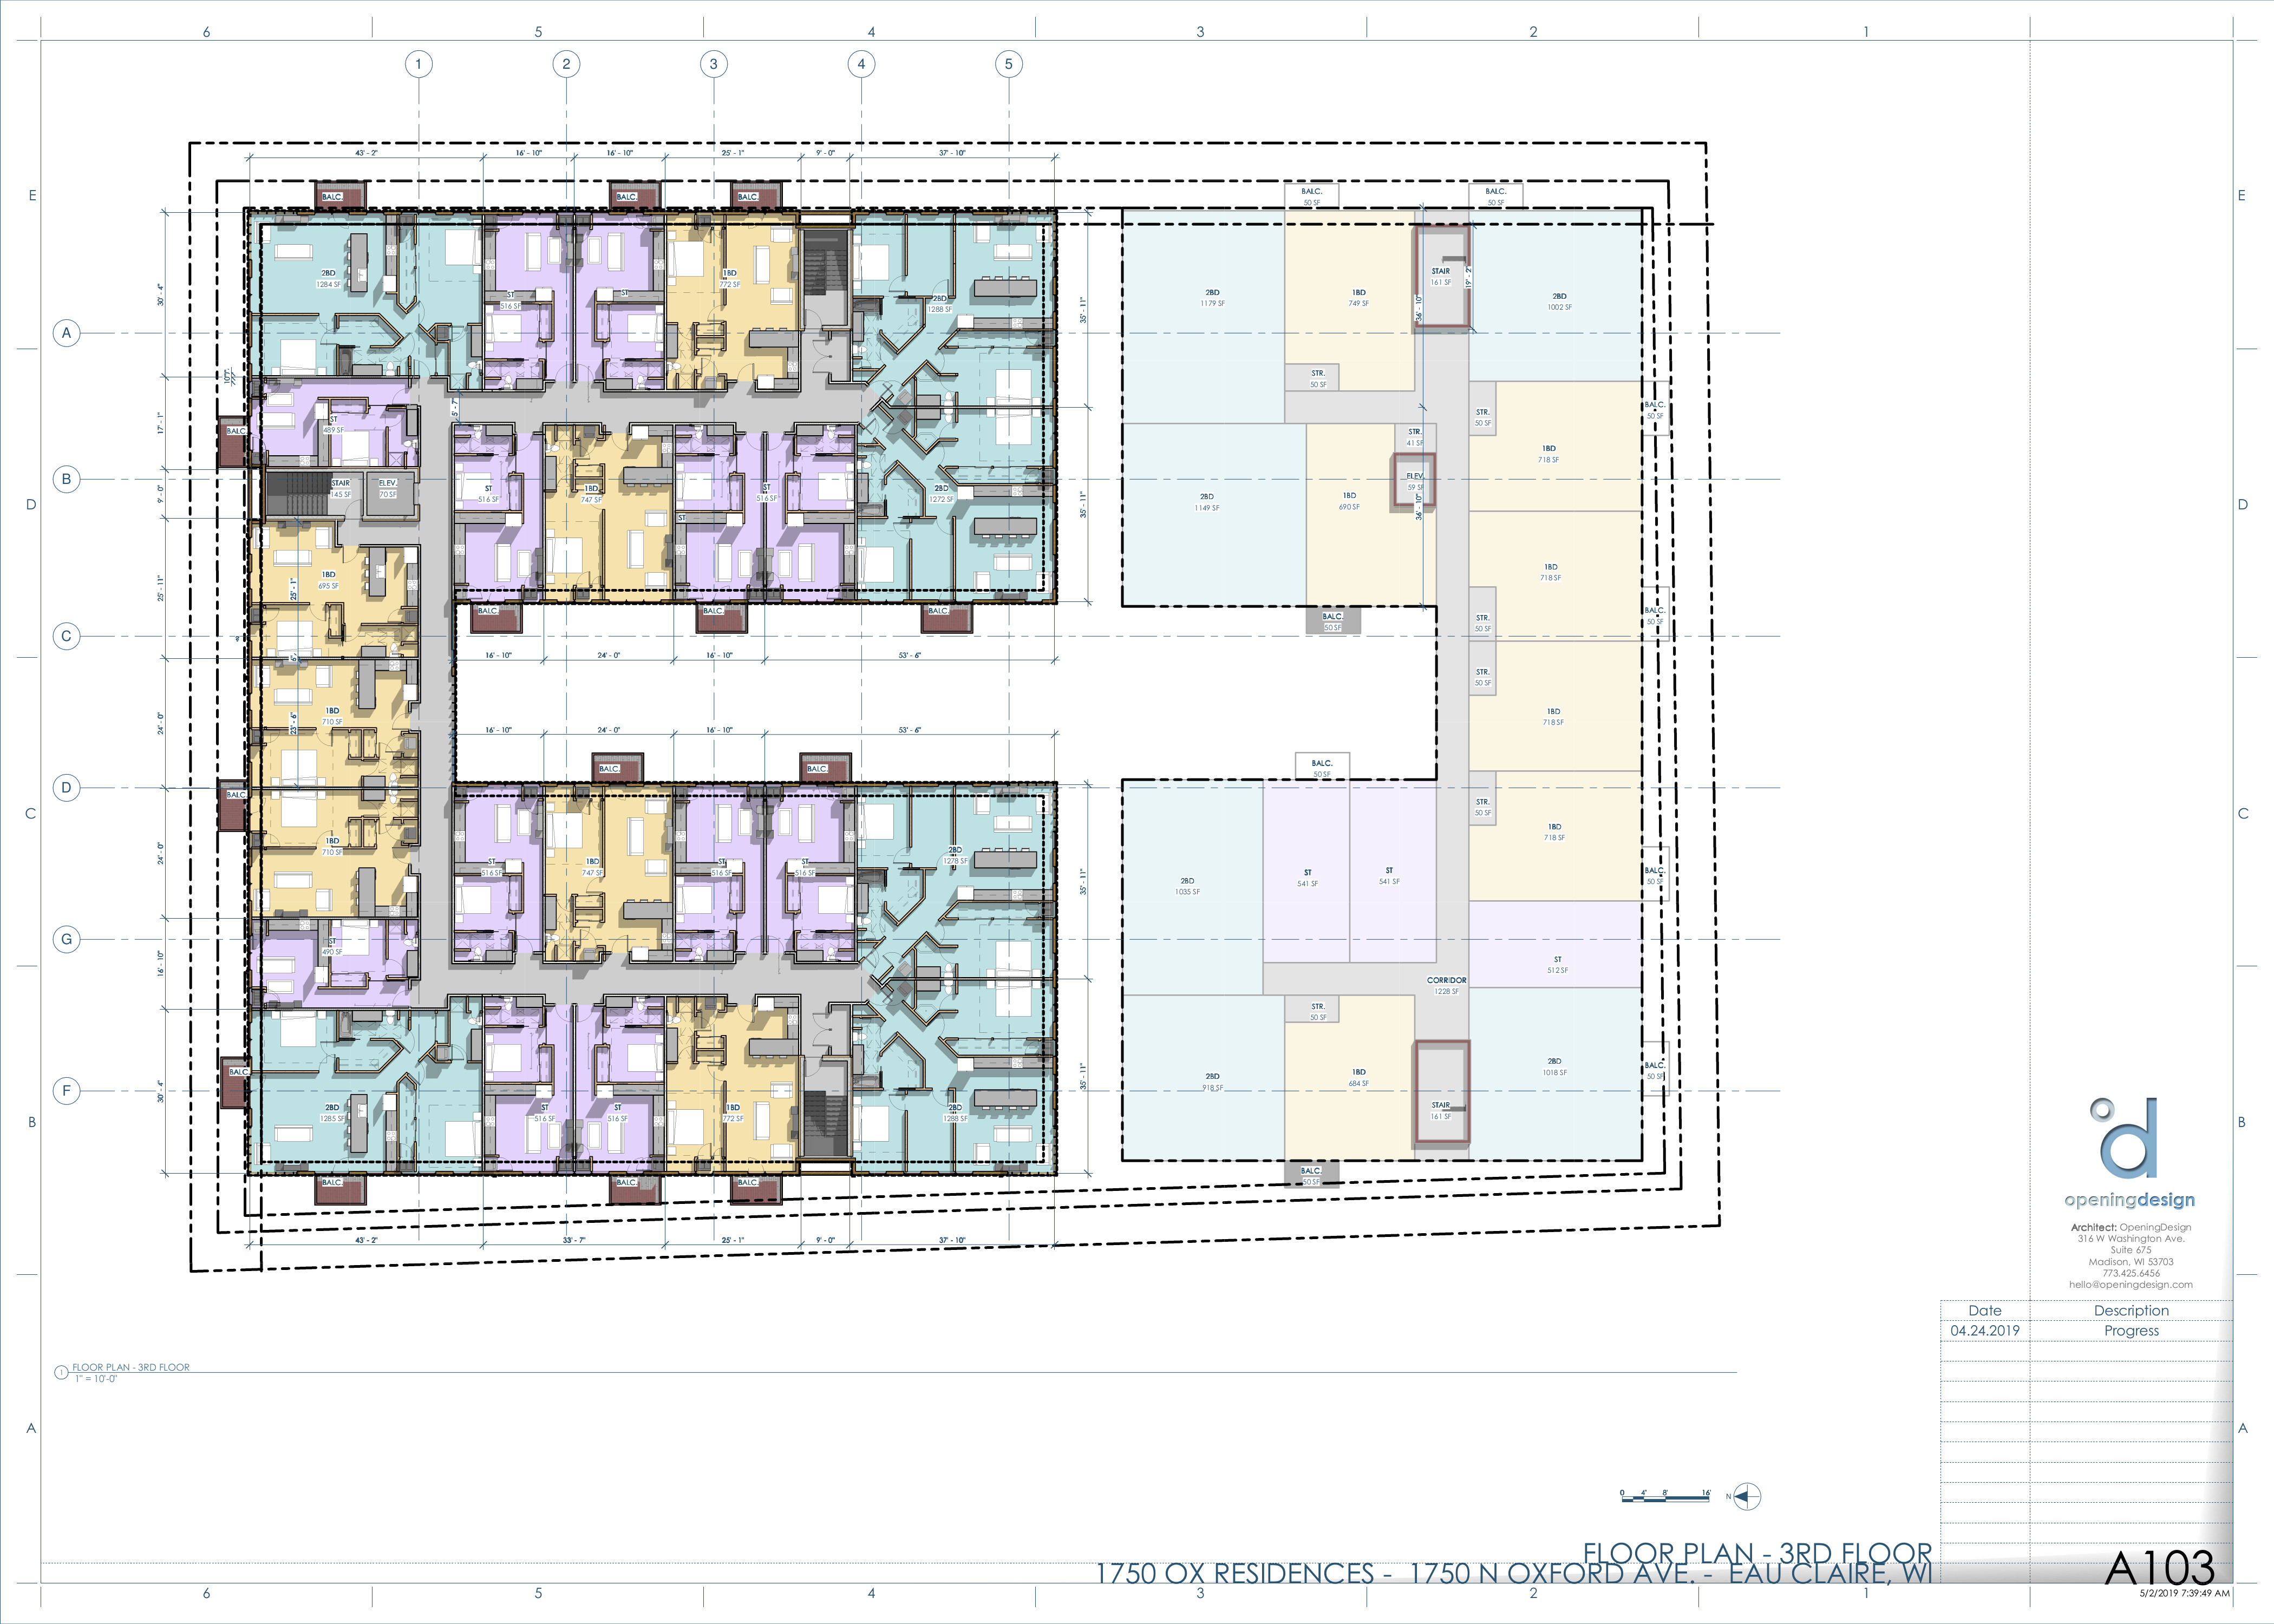 6 5 4 3 2 1
1 2 3 4 5
43' - 2" 16' - 10" 16' - 10" 25' - 1" 9' - 0" 37' - 10"
E E
BALC. BALC. BALC.
BALC.
50 SF
BALC.
50 SF
2BD
1284 SF
ST
516 SF
ST
1BD
772 SF
2BD
1288 SF
30' - 4"
35' - 11"
2BD
1179 SF
1BD
749 SF
STAIR
161 SF
19' - 2"
36' - 10"
2BD
1002 SF
A
STR.
50 SF
5' - 7"
17' - 1"
BALC.
ST
489 SF
STR.
50 SF
BALC.
50 SF
STR.
41 SF
1BD
718 SF
B
STAIR
145 SF
ELEV.
70 SF
ST
516 SF
1BD
747 SF
ST
ST
516 SF
2BD
1272 SF
35' - 11"
2BD
1149 SF
1BD
690 SF
ELEV.
59 SF
36' - 10"
D D
9' - 0"
1BD
695 SF
25' - 1"
25' - 11"
1BD
718 SF
BALC. BALC. BALC.
BALC.
50 SF
STR.
50 SF
BALC.
50 SF
C
16' - 10" 24' - 0" 16' - 10" 53' - 6"
6"
STR.
50 SF
1BD
710 SF
23' - 6"
24' - 0"
1BD
718 SF
16' - 10" 24' - 0" 16' - 10" 53' - 6"
BALC. BALC.
BALC.
50 SF
D
BALC.
STR.
50 SF
C C
1BD
710 SF
24' - 0"
ST
516 SF
1BD
747 SF
ST
516 SF
ST
516 SF
2BD
1278 SF
35' - 11"
2BD
1035 SF
ST
541 SF
ST
541 SF
1BD
718 SF
BALC.
50 SF
G
ST
490 SF
16' - 10"
ST
512 SF
CORRIDOR
1228 SF
STR.
50 SF
BALC.
F
30' - 4"
2BD
1285 SF
ST
516 SF
ST
516 SF
1BD
772 SF
2BD
1288 SF
35' - 11"
2BD
918 SF
1BD
684 SF
STAIR
161 SF
2BD
1018 SF
BALC.
50 SF
B B
BALC. BALC. BALC.
BALC.
50 SF
43' - 2" 33' - 7" 25' - 1" 9' - 0" 37' - 10"
openingdesign
Architect: OpeningDesign
316 W Washington Ave.
Suite 675
Madison, WI 53703
773.425.6456
hello@openingdesign.com
Date Description
04.24.2019 Progress
1 FLOOR PLAN - 3RD FLOOR
1" = 10'-0"
A A
0 4' 8' 16'
N
FLOOR PLAN - 3RD FLOOR
1750 OX RESIDENCES - 1750 N OXFORD AVE. - EAU CLAIRE, WI
A103
5/2/2019 7:39:49 AM
6 5 4 3 2 1